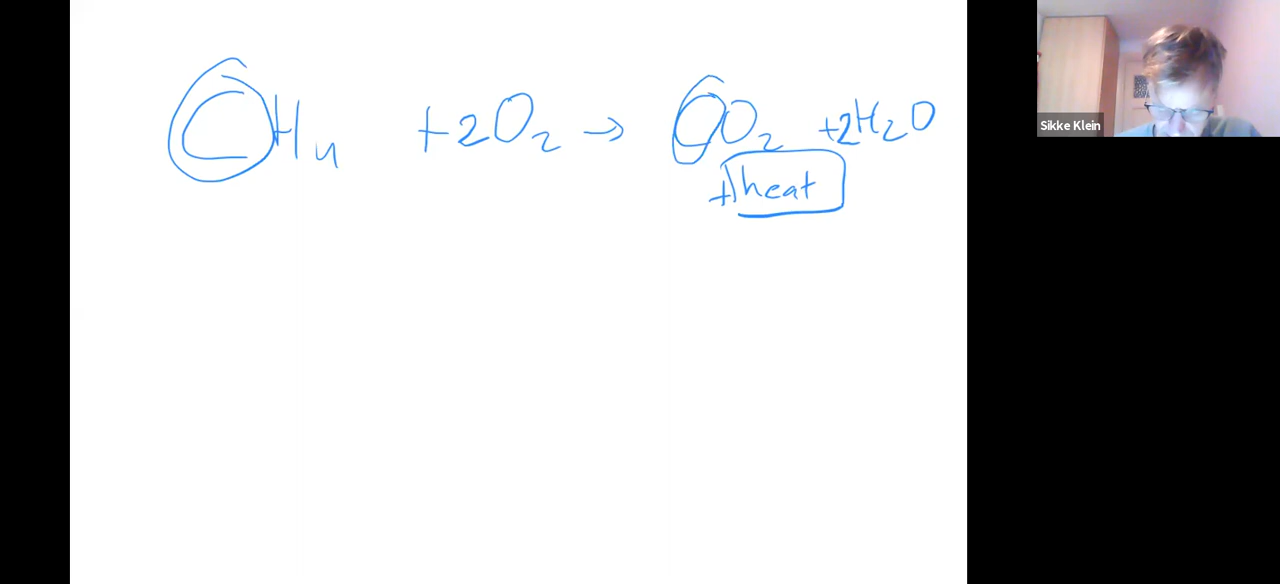 CH4 +2O2 → CO2 +2H2O
+ heat
Sikke Klein